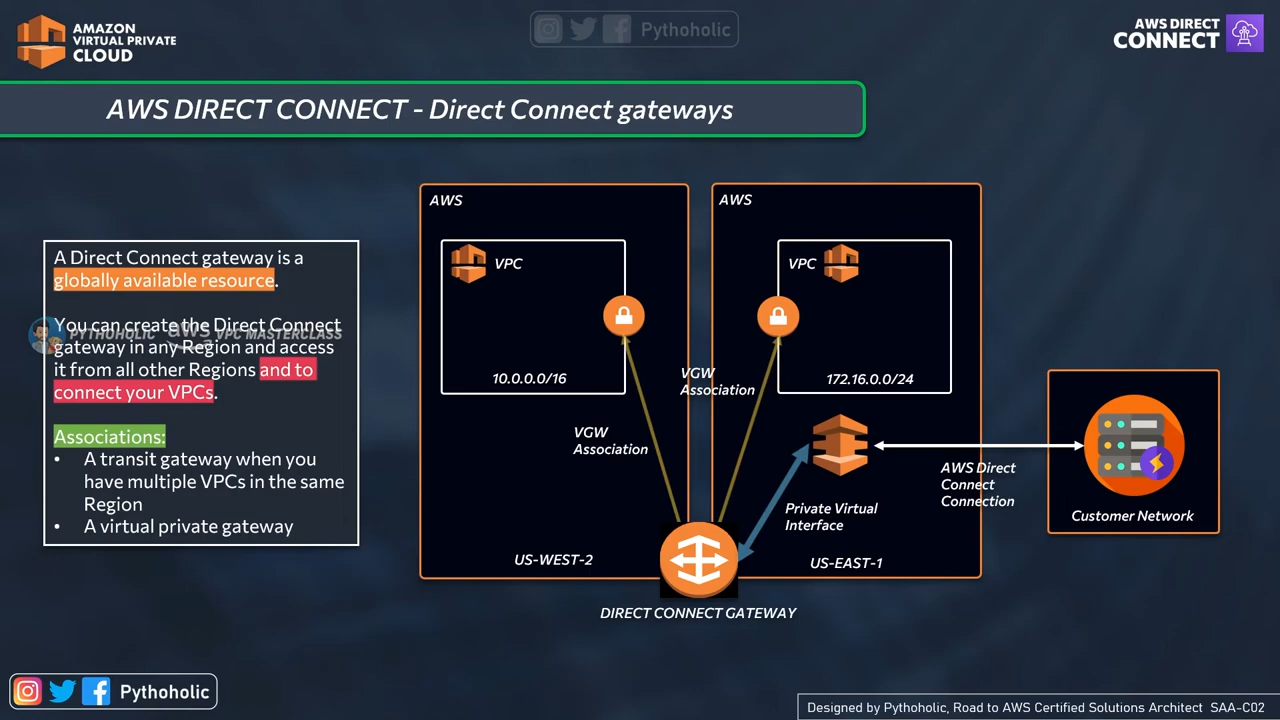 AMAZON
VIRTUAL PRIVATE
CLOUD
Pythoholic
AWS DIRECT
CONNECT
AWS DIRECT CONNECT - Direct Connect gateways
A Direct Connect gateway is a
globally available resource.
You can create the Direct Connect
gateway in any Region and access
it from all other Regions and to
connect your VPCs.
Associations:
• A transit gateway when you
have multiple VPCs in the same
Region
• A virtual private gateway
PYTHOHOLIC aws VPC MASTERCLASS
AWS
VPC
10.0.0.0/16
VGW
Association
US-WEST-2
AWS
VPC
172.16.0.0/24
VGW
Association
Private Virtual
Interface
US-EAST-1
AWS Direct
Connect
Connection
Customer Network
DIRECT CONNECT GATEWAY
Pythoholic
Designed by Pythoholic, Road to AWS Certified Solutions Architect SAA-C02